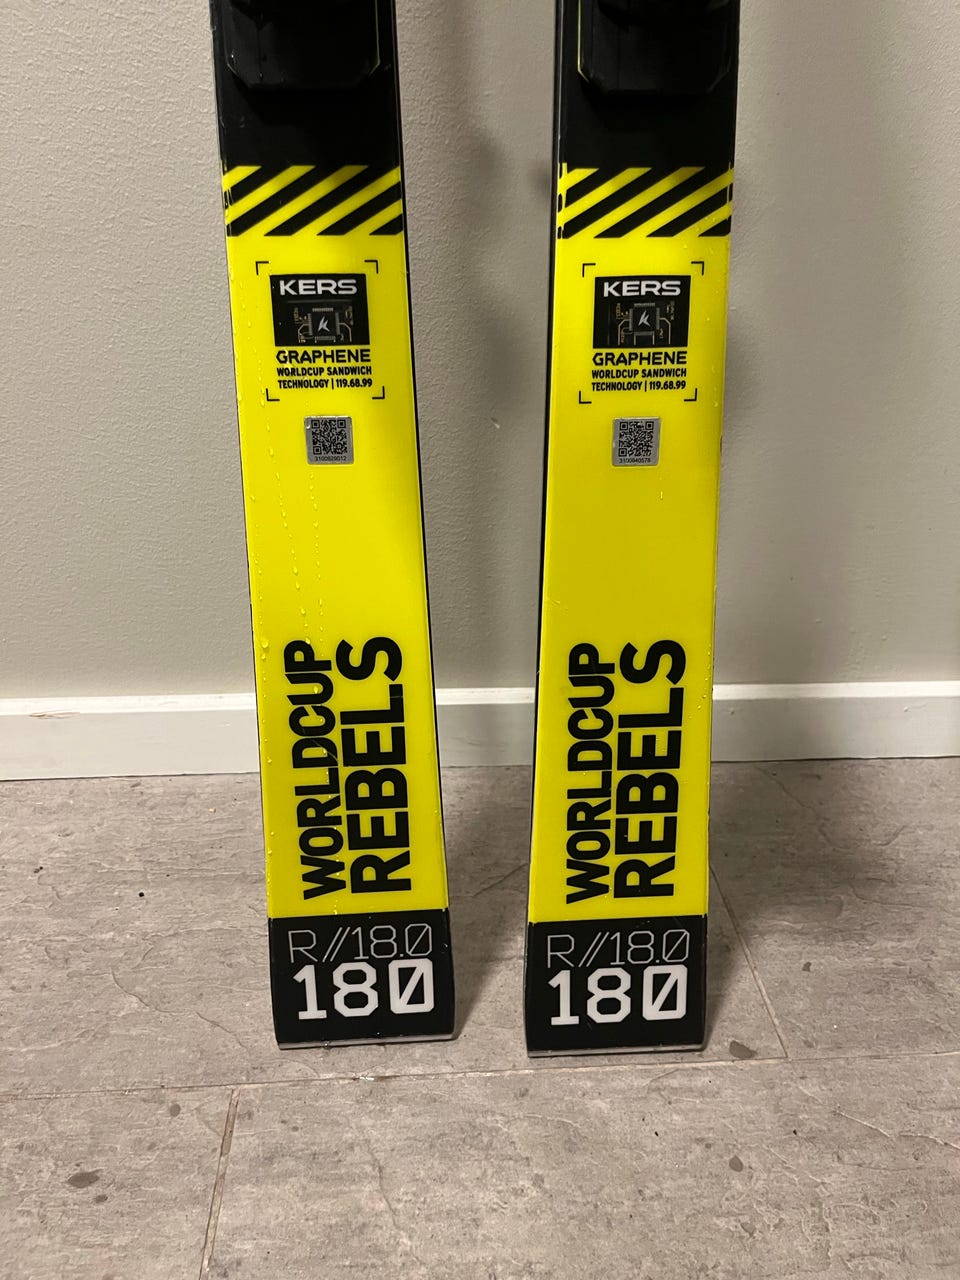 KERS
GRAPHENE
WORLDCUP SANDWICH
TECHNOLOGY | 119.68.99
WORLDCUP
REBELS
R//18.0
180
KERS
GRAPHENE
WORLDCUP SANDWICH
TECHNOLOGY | 119.68.99
WORLDCUP
REBELS
R//18.0
180